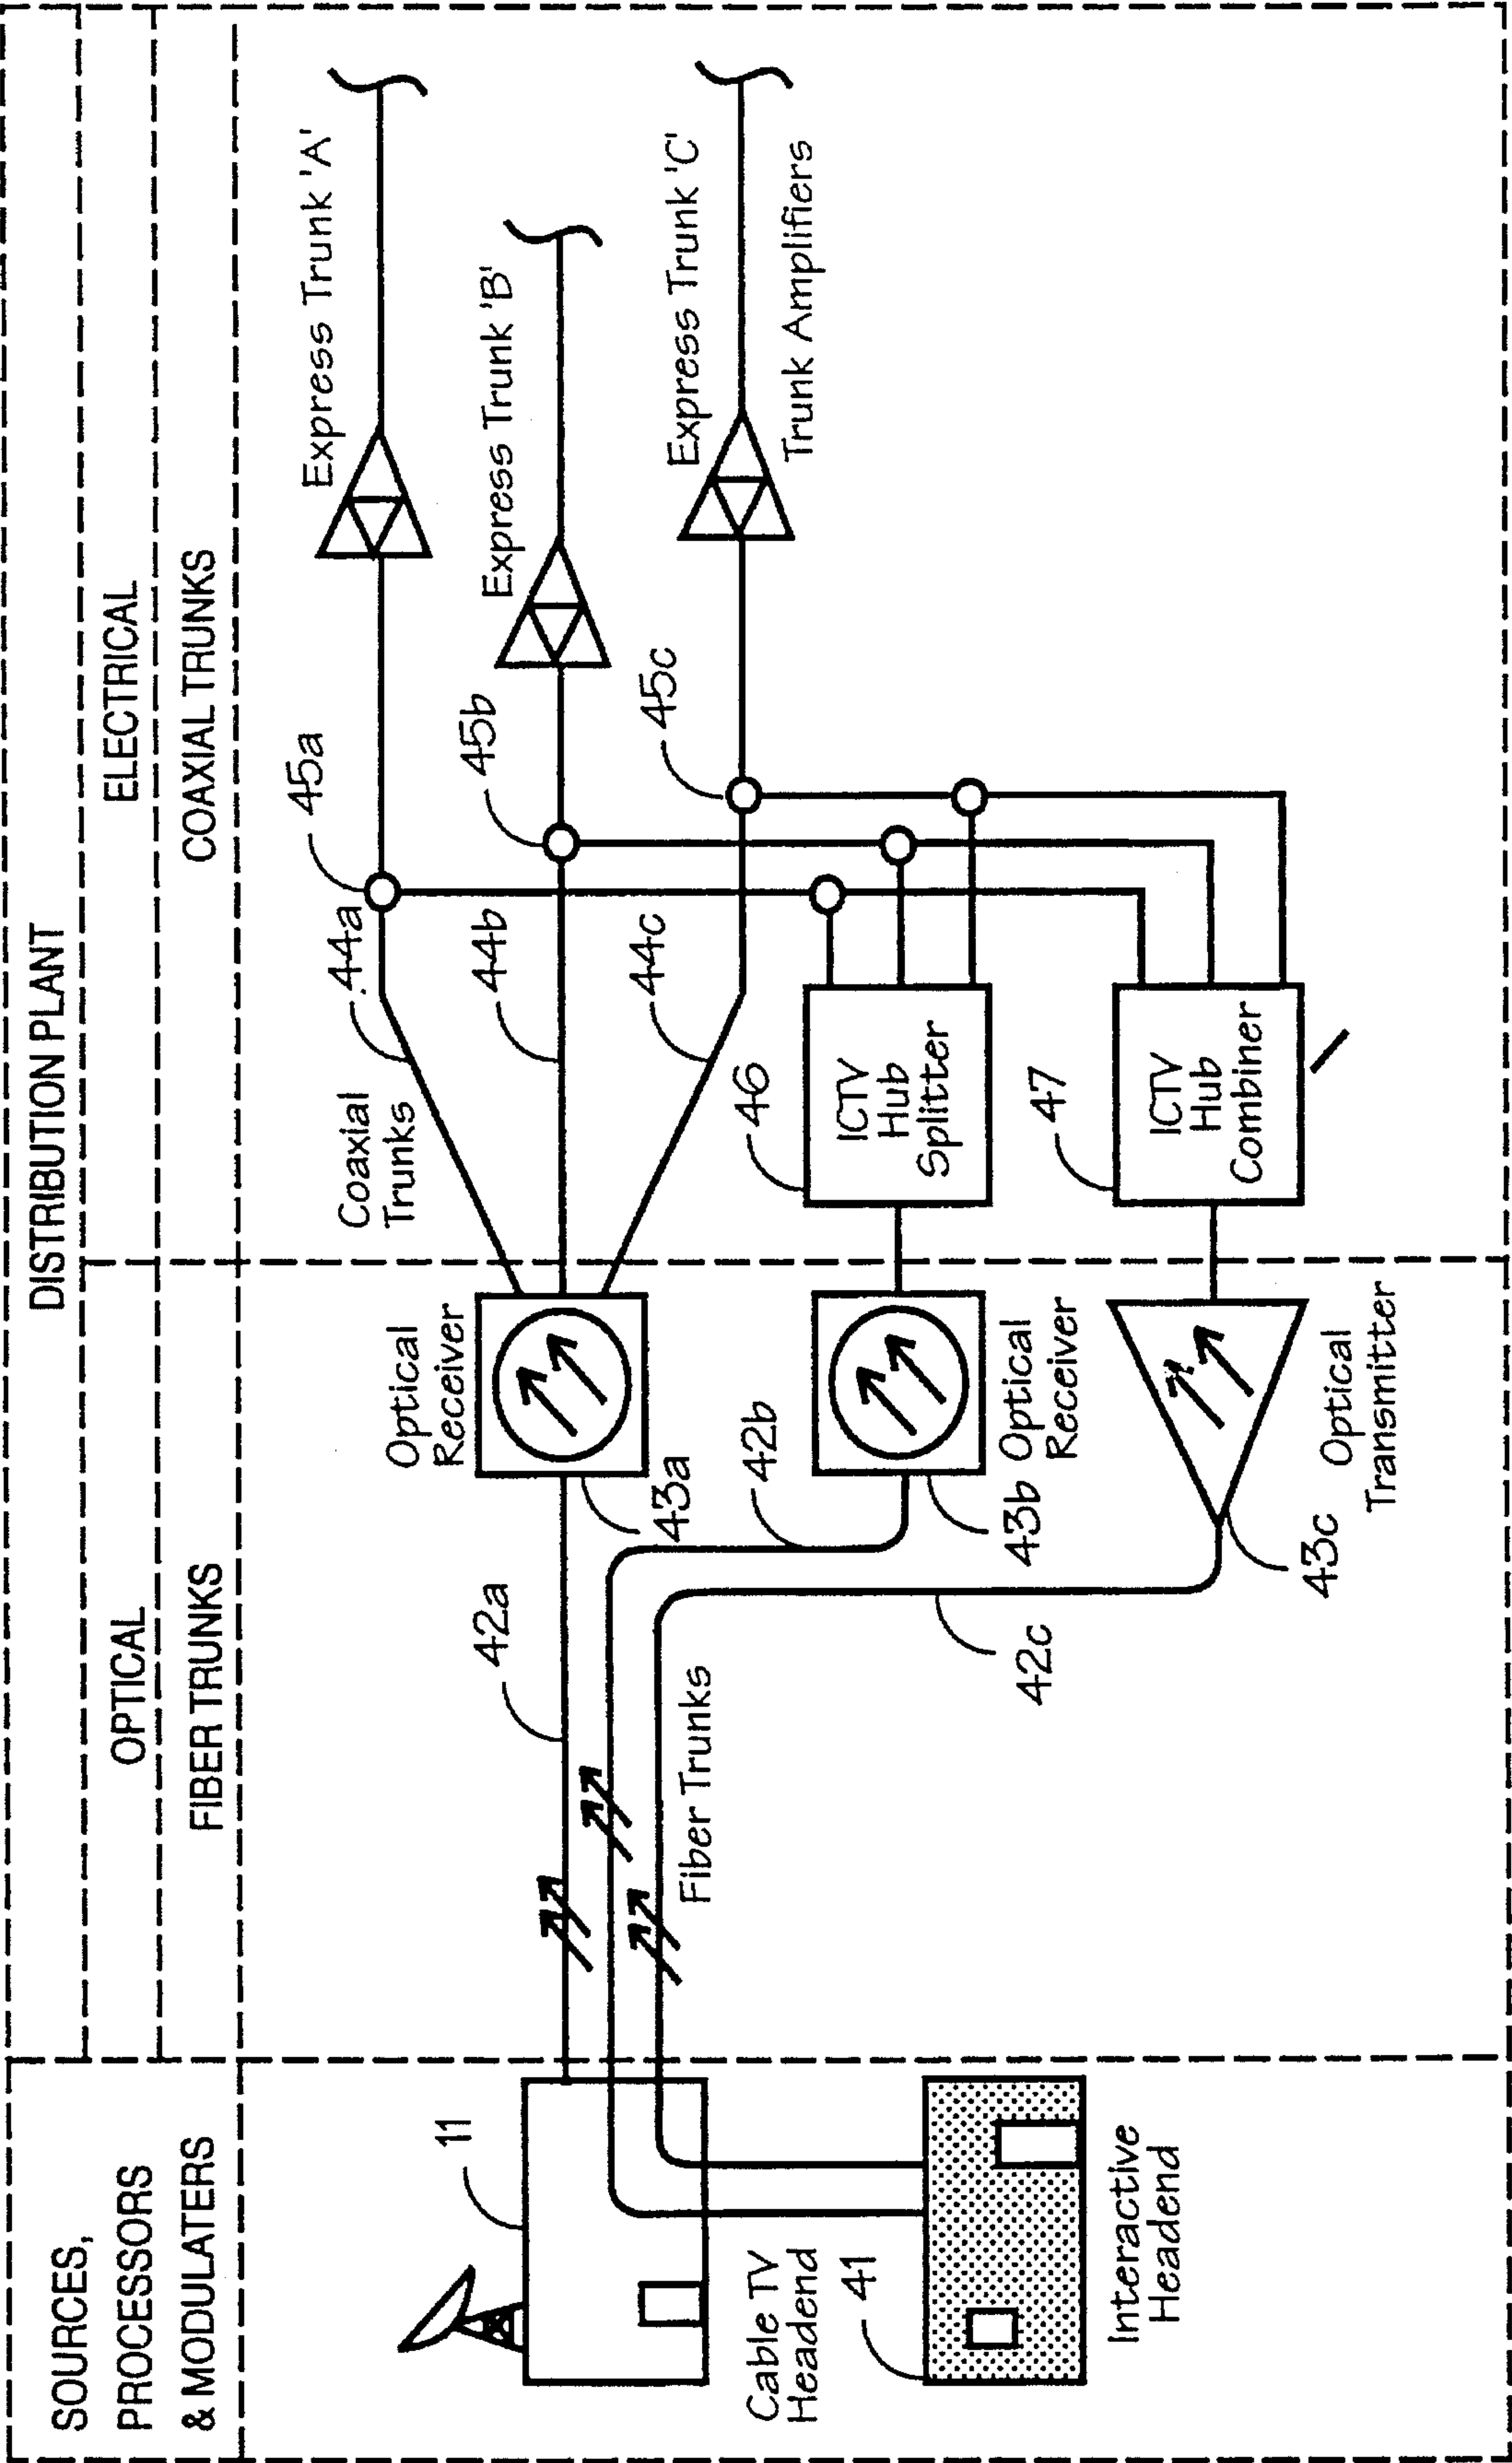 DISTRIBUTION PLANT
SOURCES,
PROCESSORS
& MODULATERS
OPTICAL
ELECTRICAL
FIBER TRUNKS
COAXIAL TRUNKS
11
Cable TV
Headend
41
Interactive
Headend
42a
Fiber Trunks
42b
42c
Optical
Receiver
43a
43b
Optical
Receiver
43c
Optical
Transmitter
Coaxial
Trunks
44a
44b
44c
45a
45b
45c
46
ICTV
Hub
Splitter
47
ICTV
Hub
Combiner
Express Trunk 'A'
Express Trunk 'B'
Express Trunk 'C'
Trunk Amplifiers